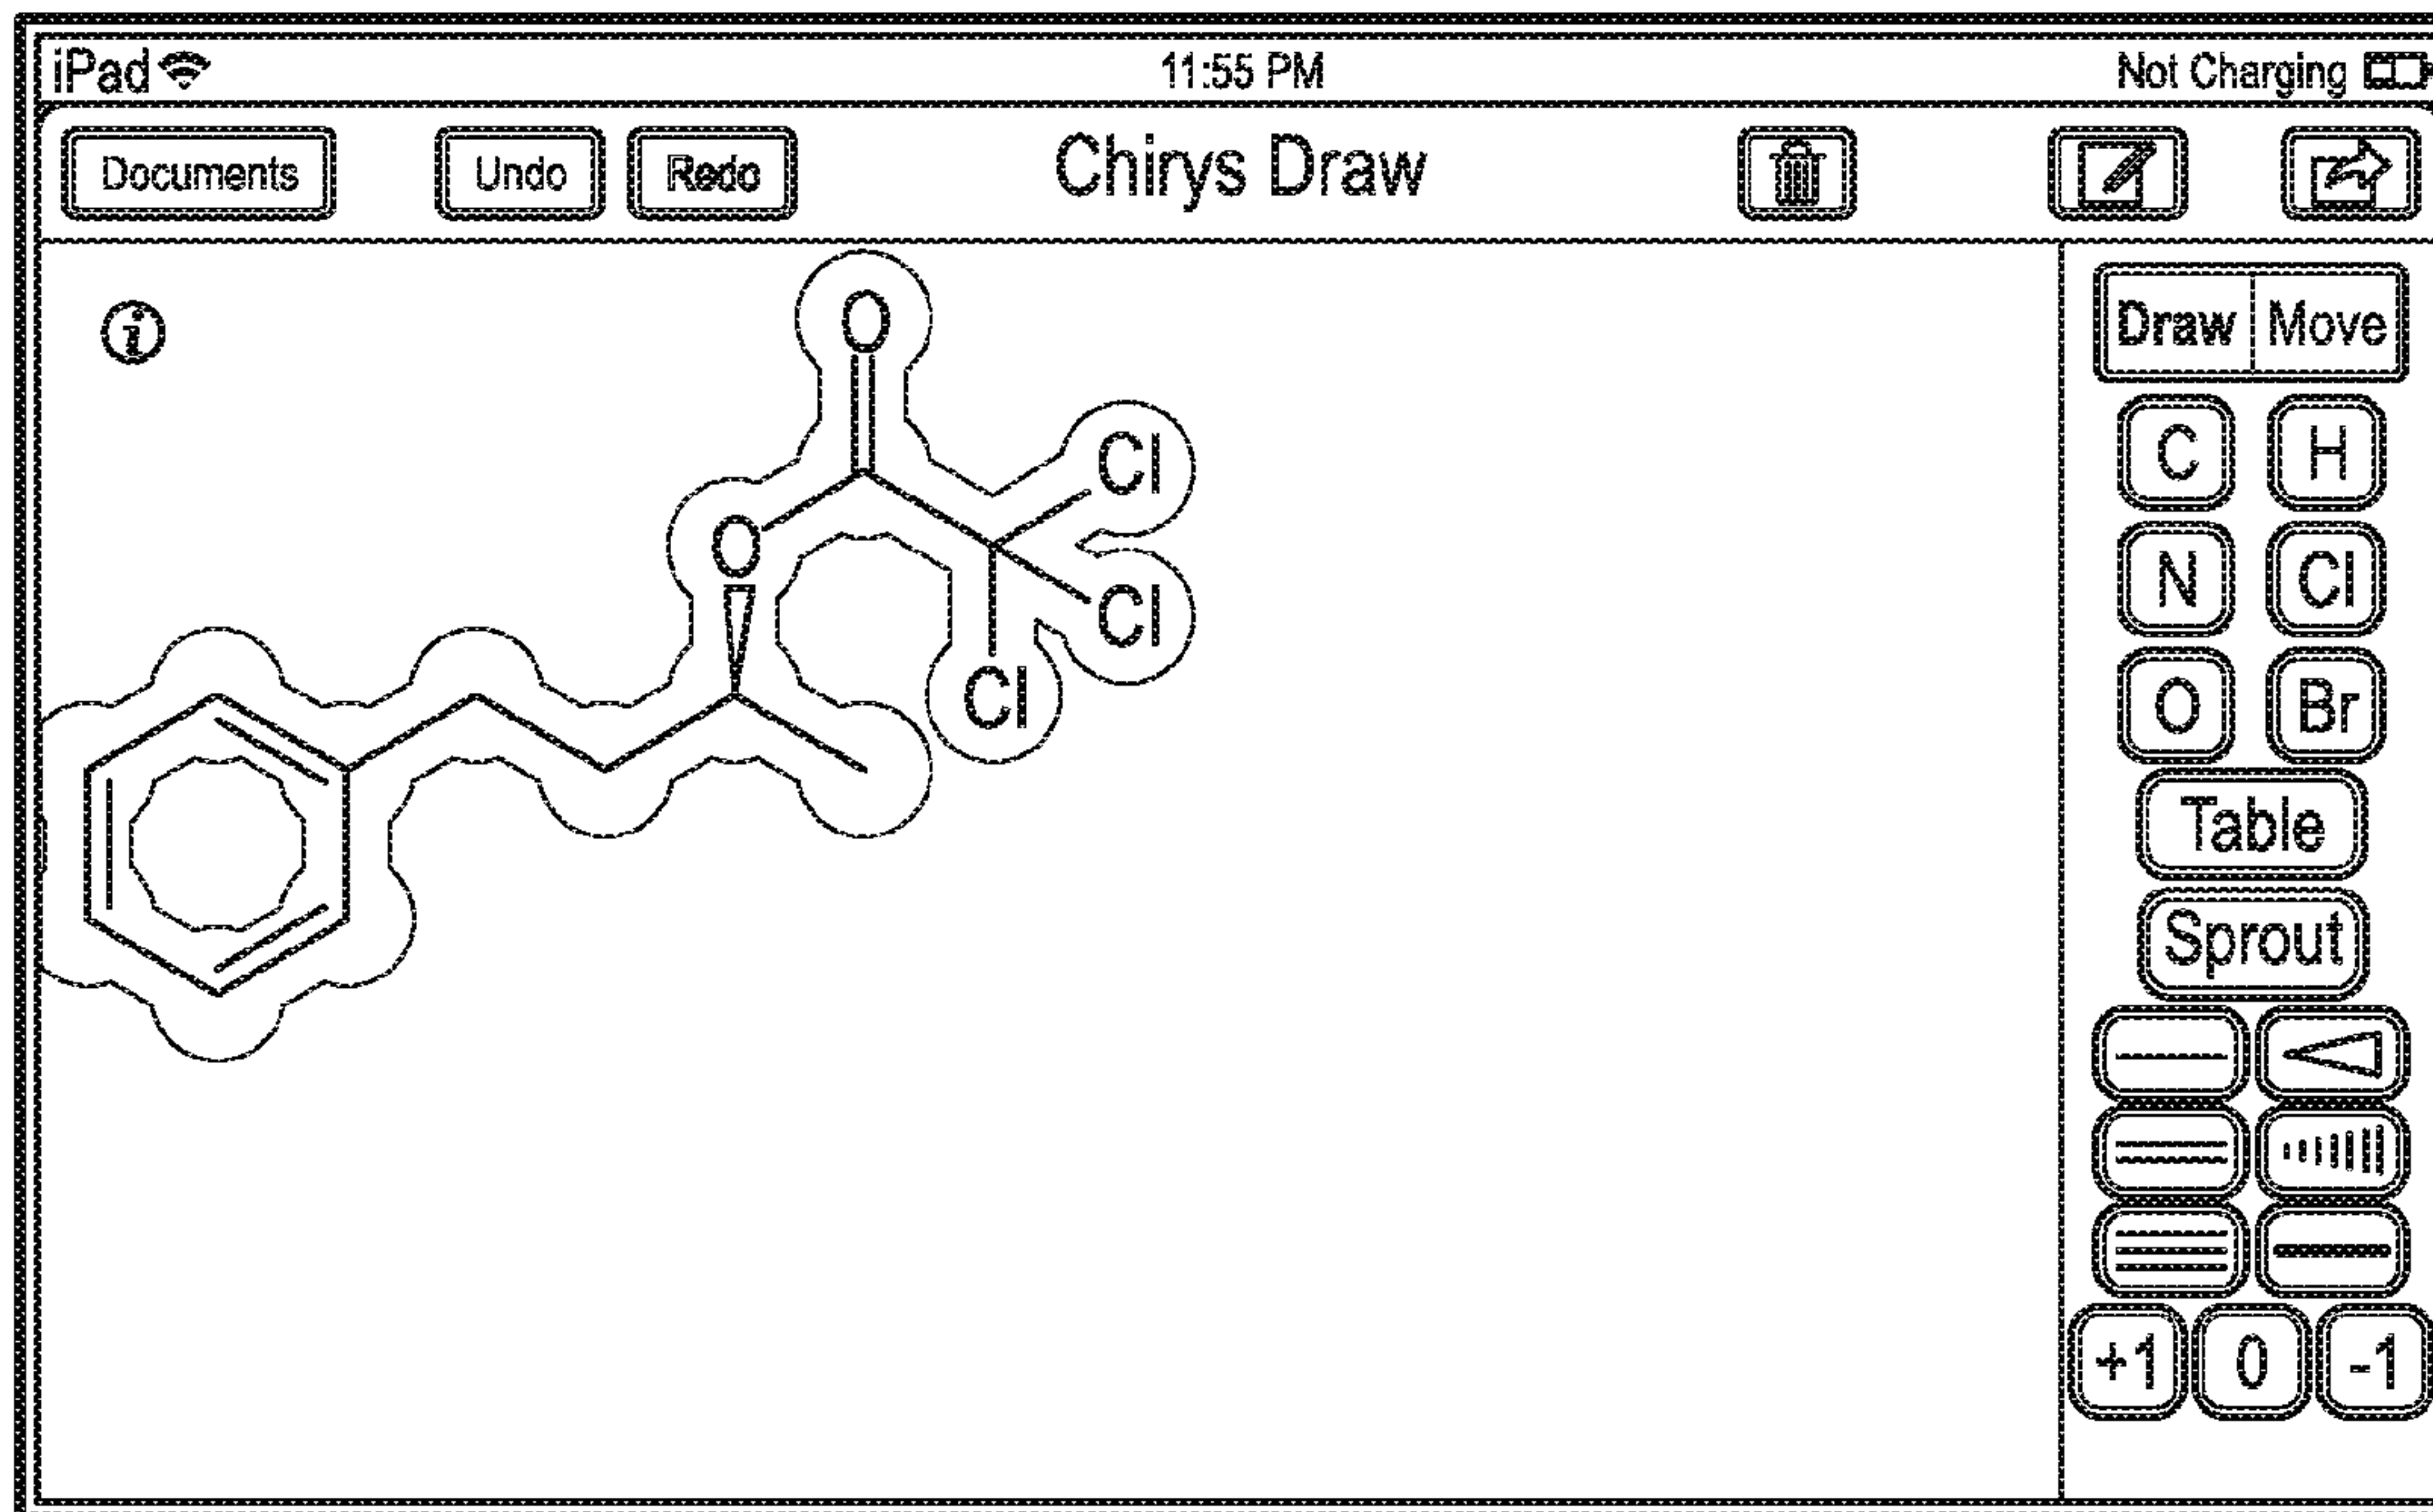 iPad 11:55 PM Not Charging
Documents Undo Redo Chirys Draw
i
Draw Move
O
Cl
O
Cl
Cl
C H
N Cl
O Br
Table
Sprout
+1 0 -1